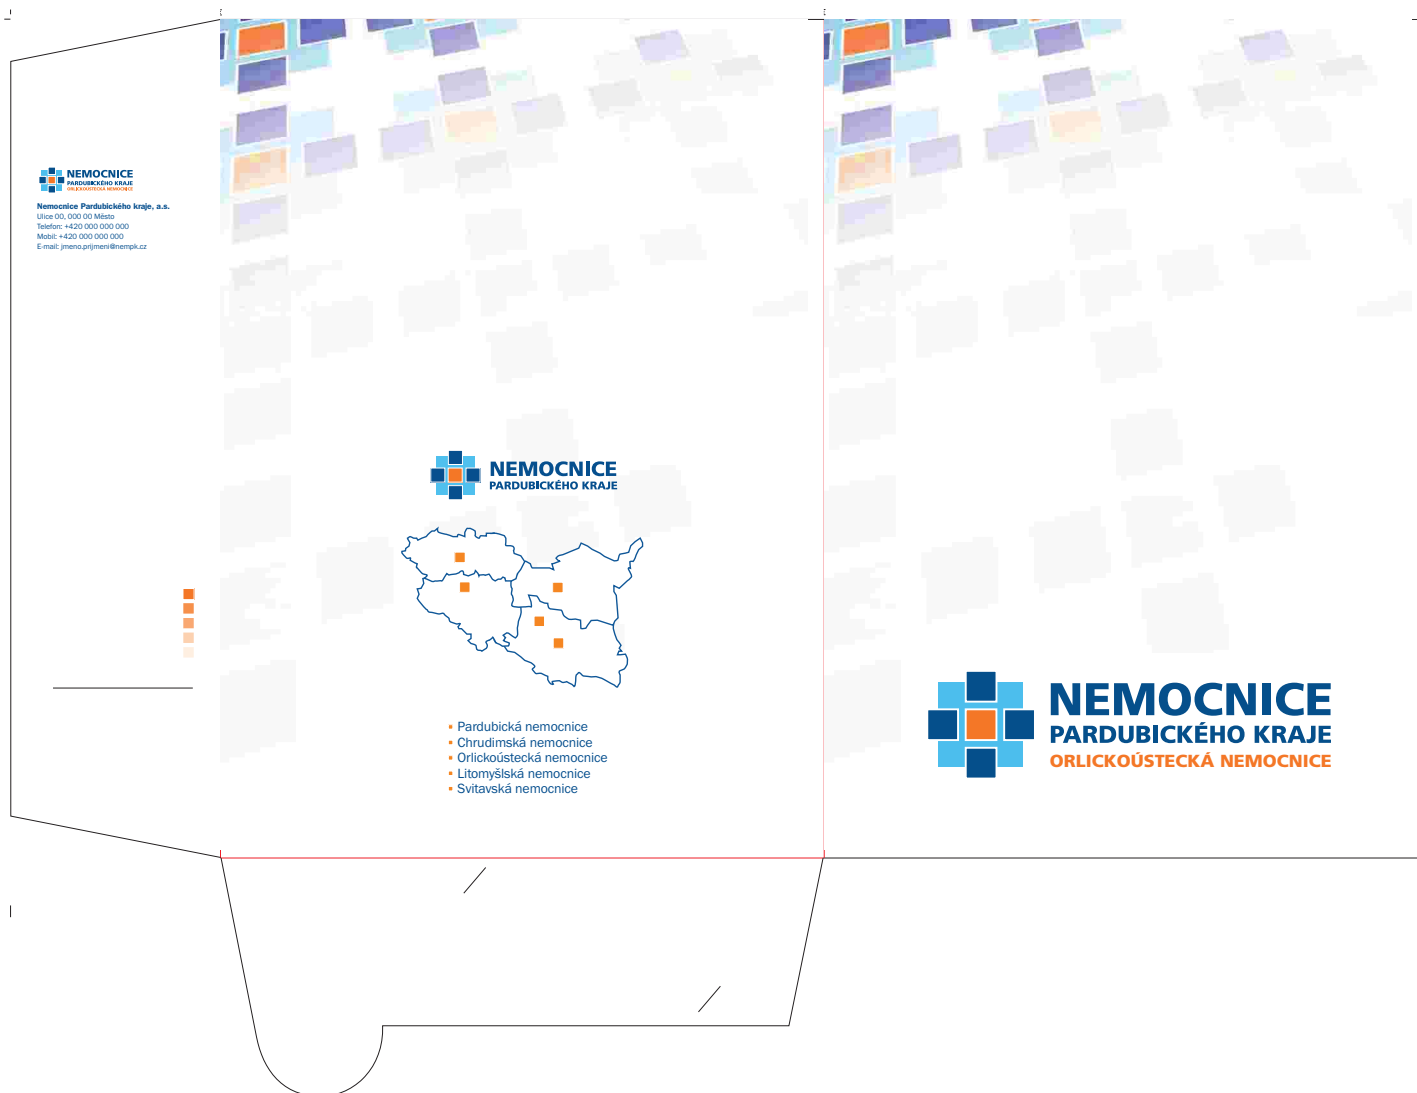 NEMOCNICE
PARDUBICKÉHO KRAJE
ORLICKOÚSTECKÁ NEMOCNICE
Nemocnice Pardubického kraje, a.s.
Ulice 00, 000 00 Město
Telefon: +420 000 000 000
Mobil: +420 000 000 000
E-mail: jmeno.prijmeni@nempk.cz
NEMOCNICE
PARDUBICKÉHO KRAJE
▪ Pardubická nemocnice
▪ Chrudimská nemocnice
▪ Orlickoústecká nemocnice
▪ Litomyšlská nemocnice
▪ Svitavská nemocnice
NEMOCNICE
PARDUBICKÉHO KRAJE
ORLICKOÚSTECKÁ NEMOCNICE